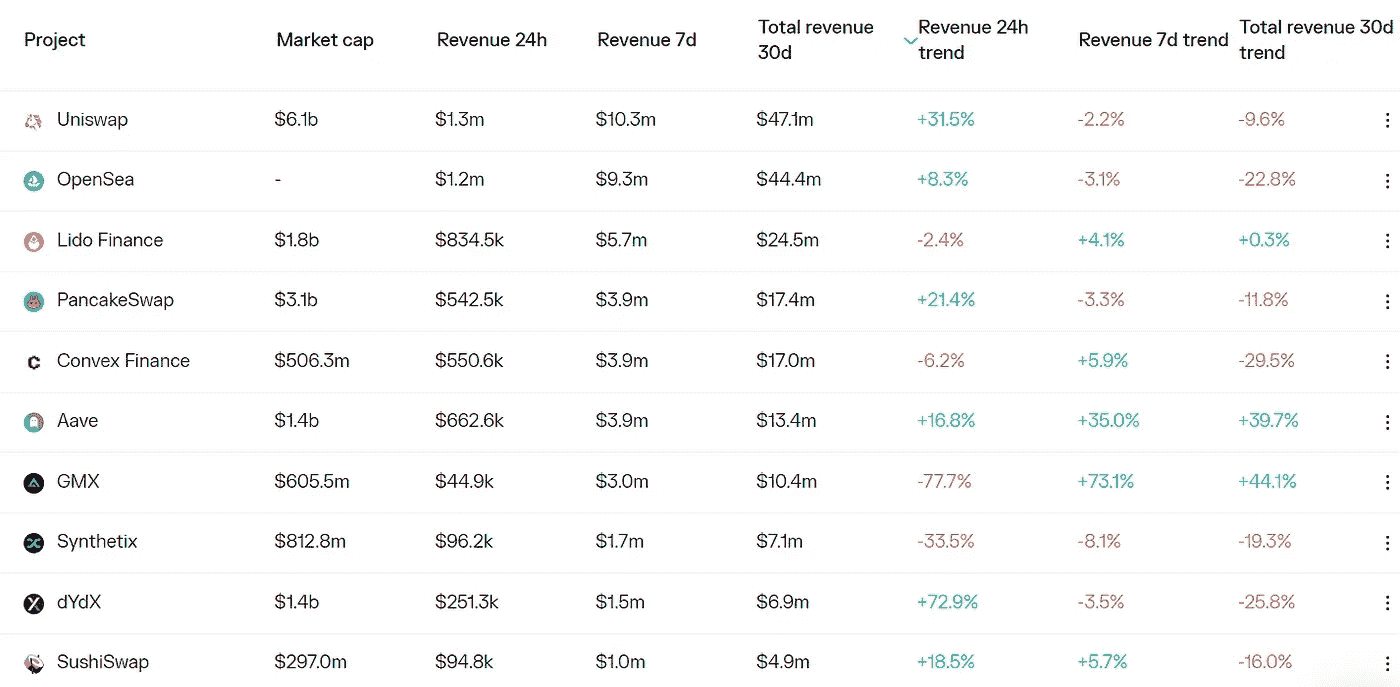 Project Market cap Revenue 24h Revenue 7d Total revenue 30d Revenue 24h trend Revenue 7d trend Total revenue 30d trend
Uniswap $6.1b $1.3m $10.3m $47.1m +31.5% -2.2% -9.6%
OpenSea - $1.2m $9.3m $44.4m +8.3% -3.1% -22.8%
Lido Finance $1.8b $834.5k $5.7m $24.5m -2.4% +4.1% +0.3%
PancakeSwap $3.1b $542.5k $3.9m $17.4m +21.4% -3.3% -11.8%
Convex Finance $506.3m $550.6k $3.9m $17.0m -6.2% +5.9% -29.5%
Aave $1.4b $662.6k $3.9m $13.4m +16.8% +35.0% +39.7%
GMX $605.5m $44.9k $3.0m $10.4m -77.7% +73.1% +44.1%
Synthetix $812.8m $96.2k $1.7m $7.1m -33.5% -8.1% -19.3%
dYdX $1.4b $251.3k $1.5m $6.9m +72.9% -3.5% -25.8%
SushiSwap $297.0m $94.8k $1.0m $4.9m +18.5% +5.7% -16.0%